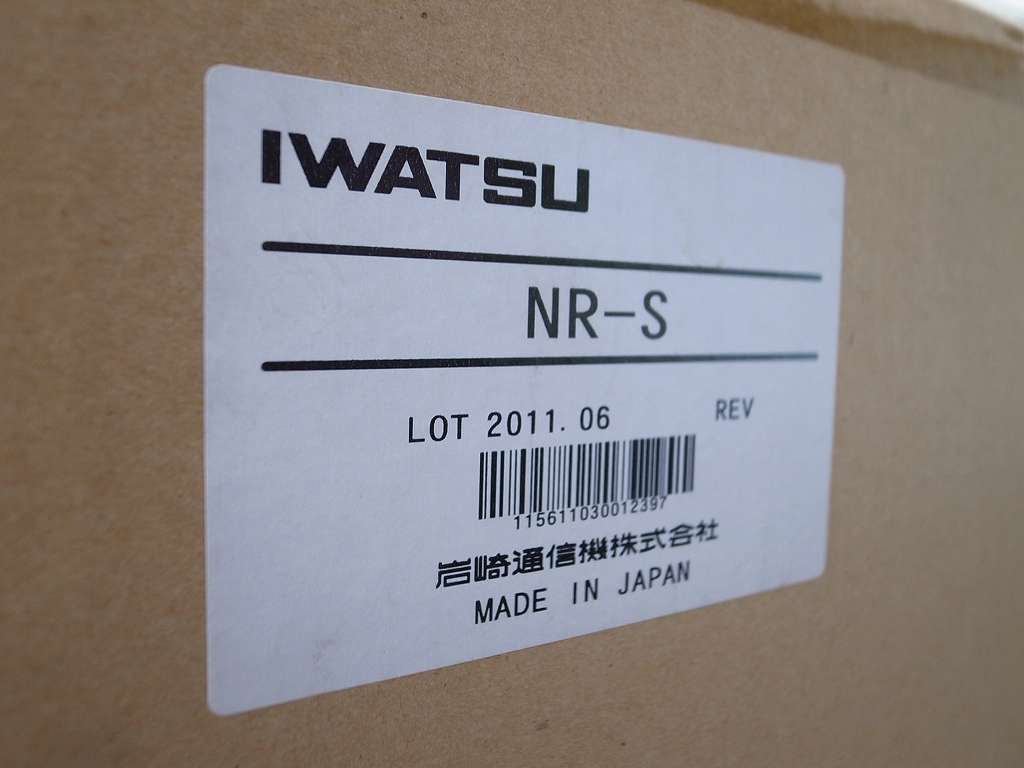 IWATSU
NR-S
LOT 2011. 06
REV
115611030012397
岩崎通信機株式会社
MADE IN JAPAN